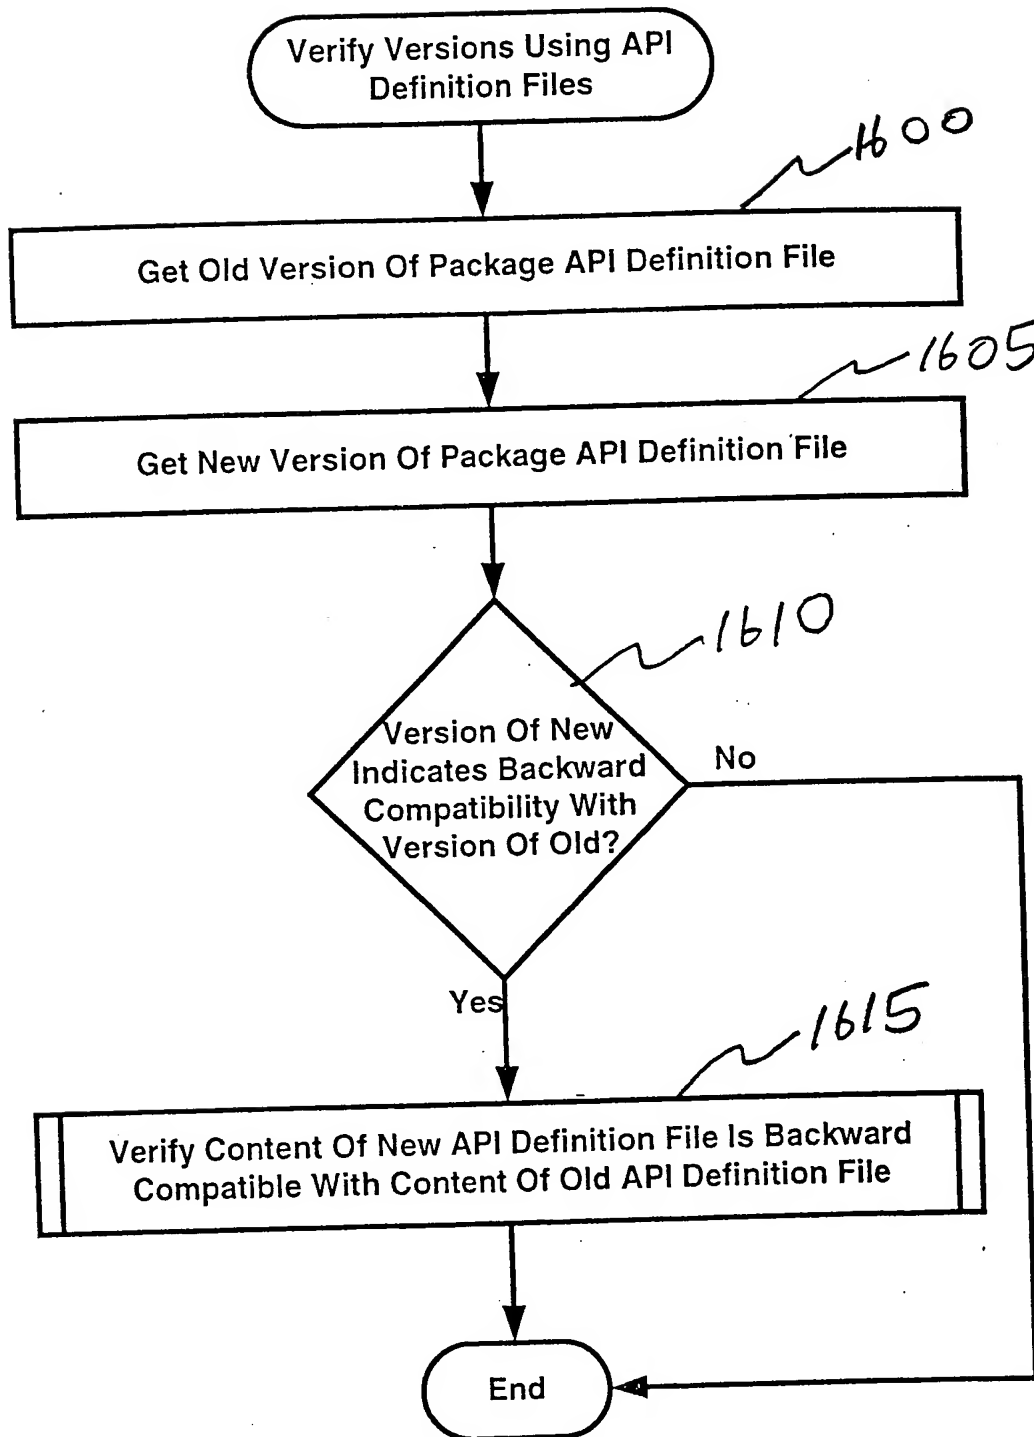 Verify Versions Using API
Definition Files
1600
Get Old Version Of Package API Definition File
1605
Get New Version Of Package API Definition File
1610
Version Of New
Indicates Backward
Compatibility With
Version Of Old?
No
Yes
1615
Verify Content Of New API Definition File Is Backward
Compatible With Content Of Old API Definition File
End